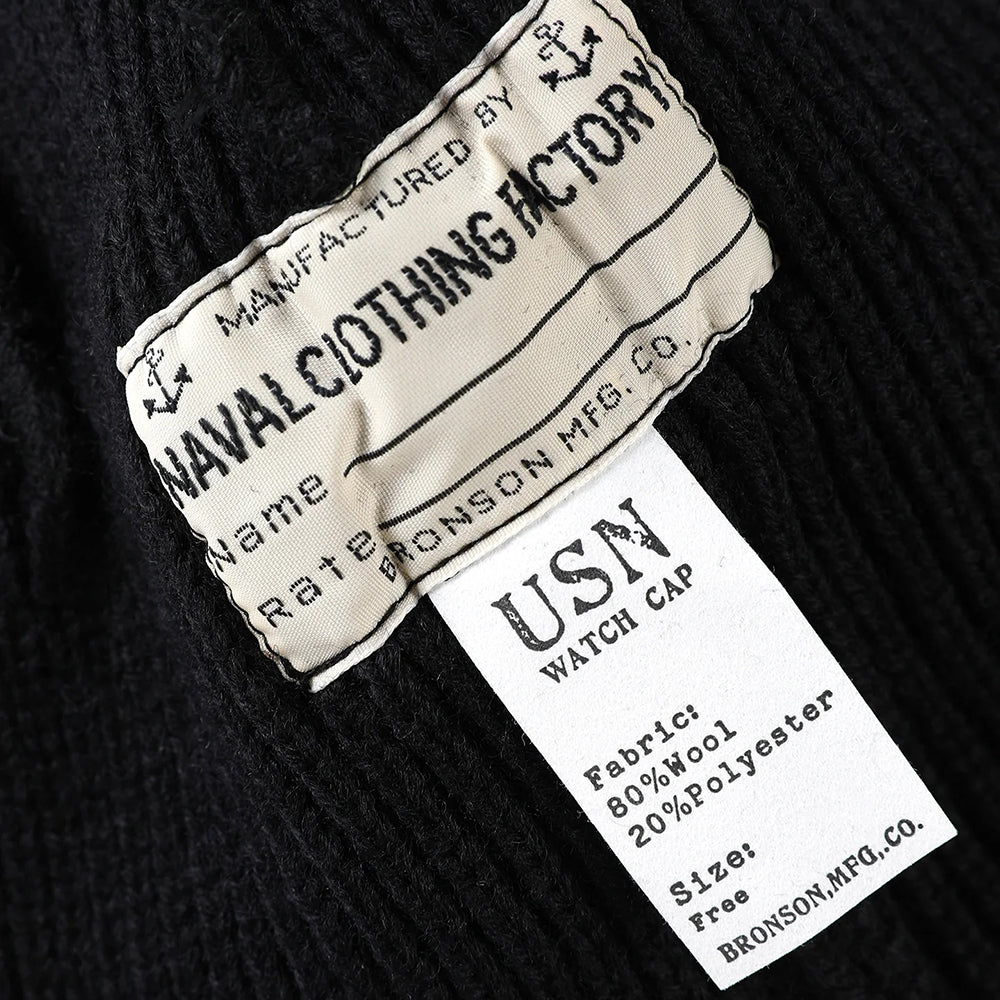 MANUFACTURED BY
NAVAL CLOTHING FACTORY
Name
Rate
BRONSON MFG. CO.
USN
WATCH CAP
Fabric:
80%Wool
20%Polyester
Size:
Free
BRONSON,MFG,.CO.